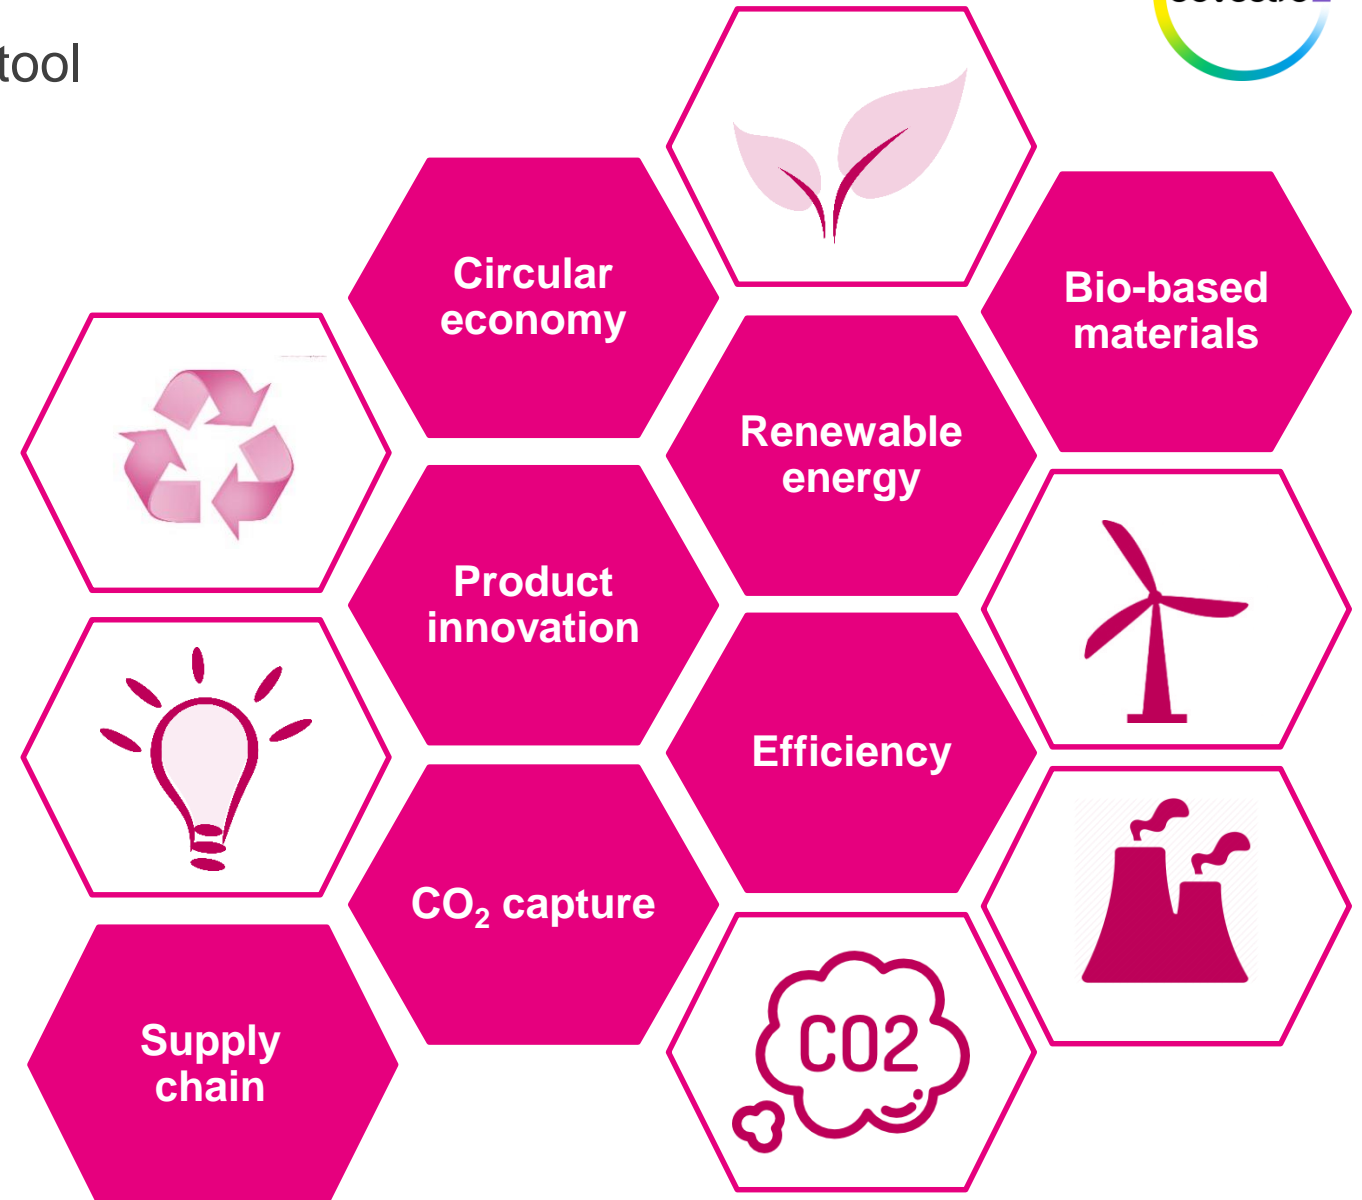 tool
Circular
economy
Bio-based
materials
Renewable
energy
Product
innovation
Efficiency
CO₂ capture
CO2
Supply
chain